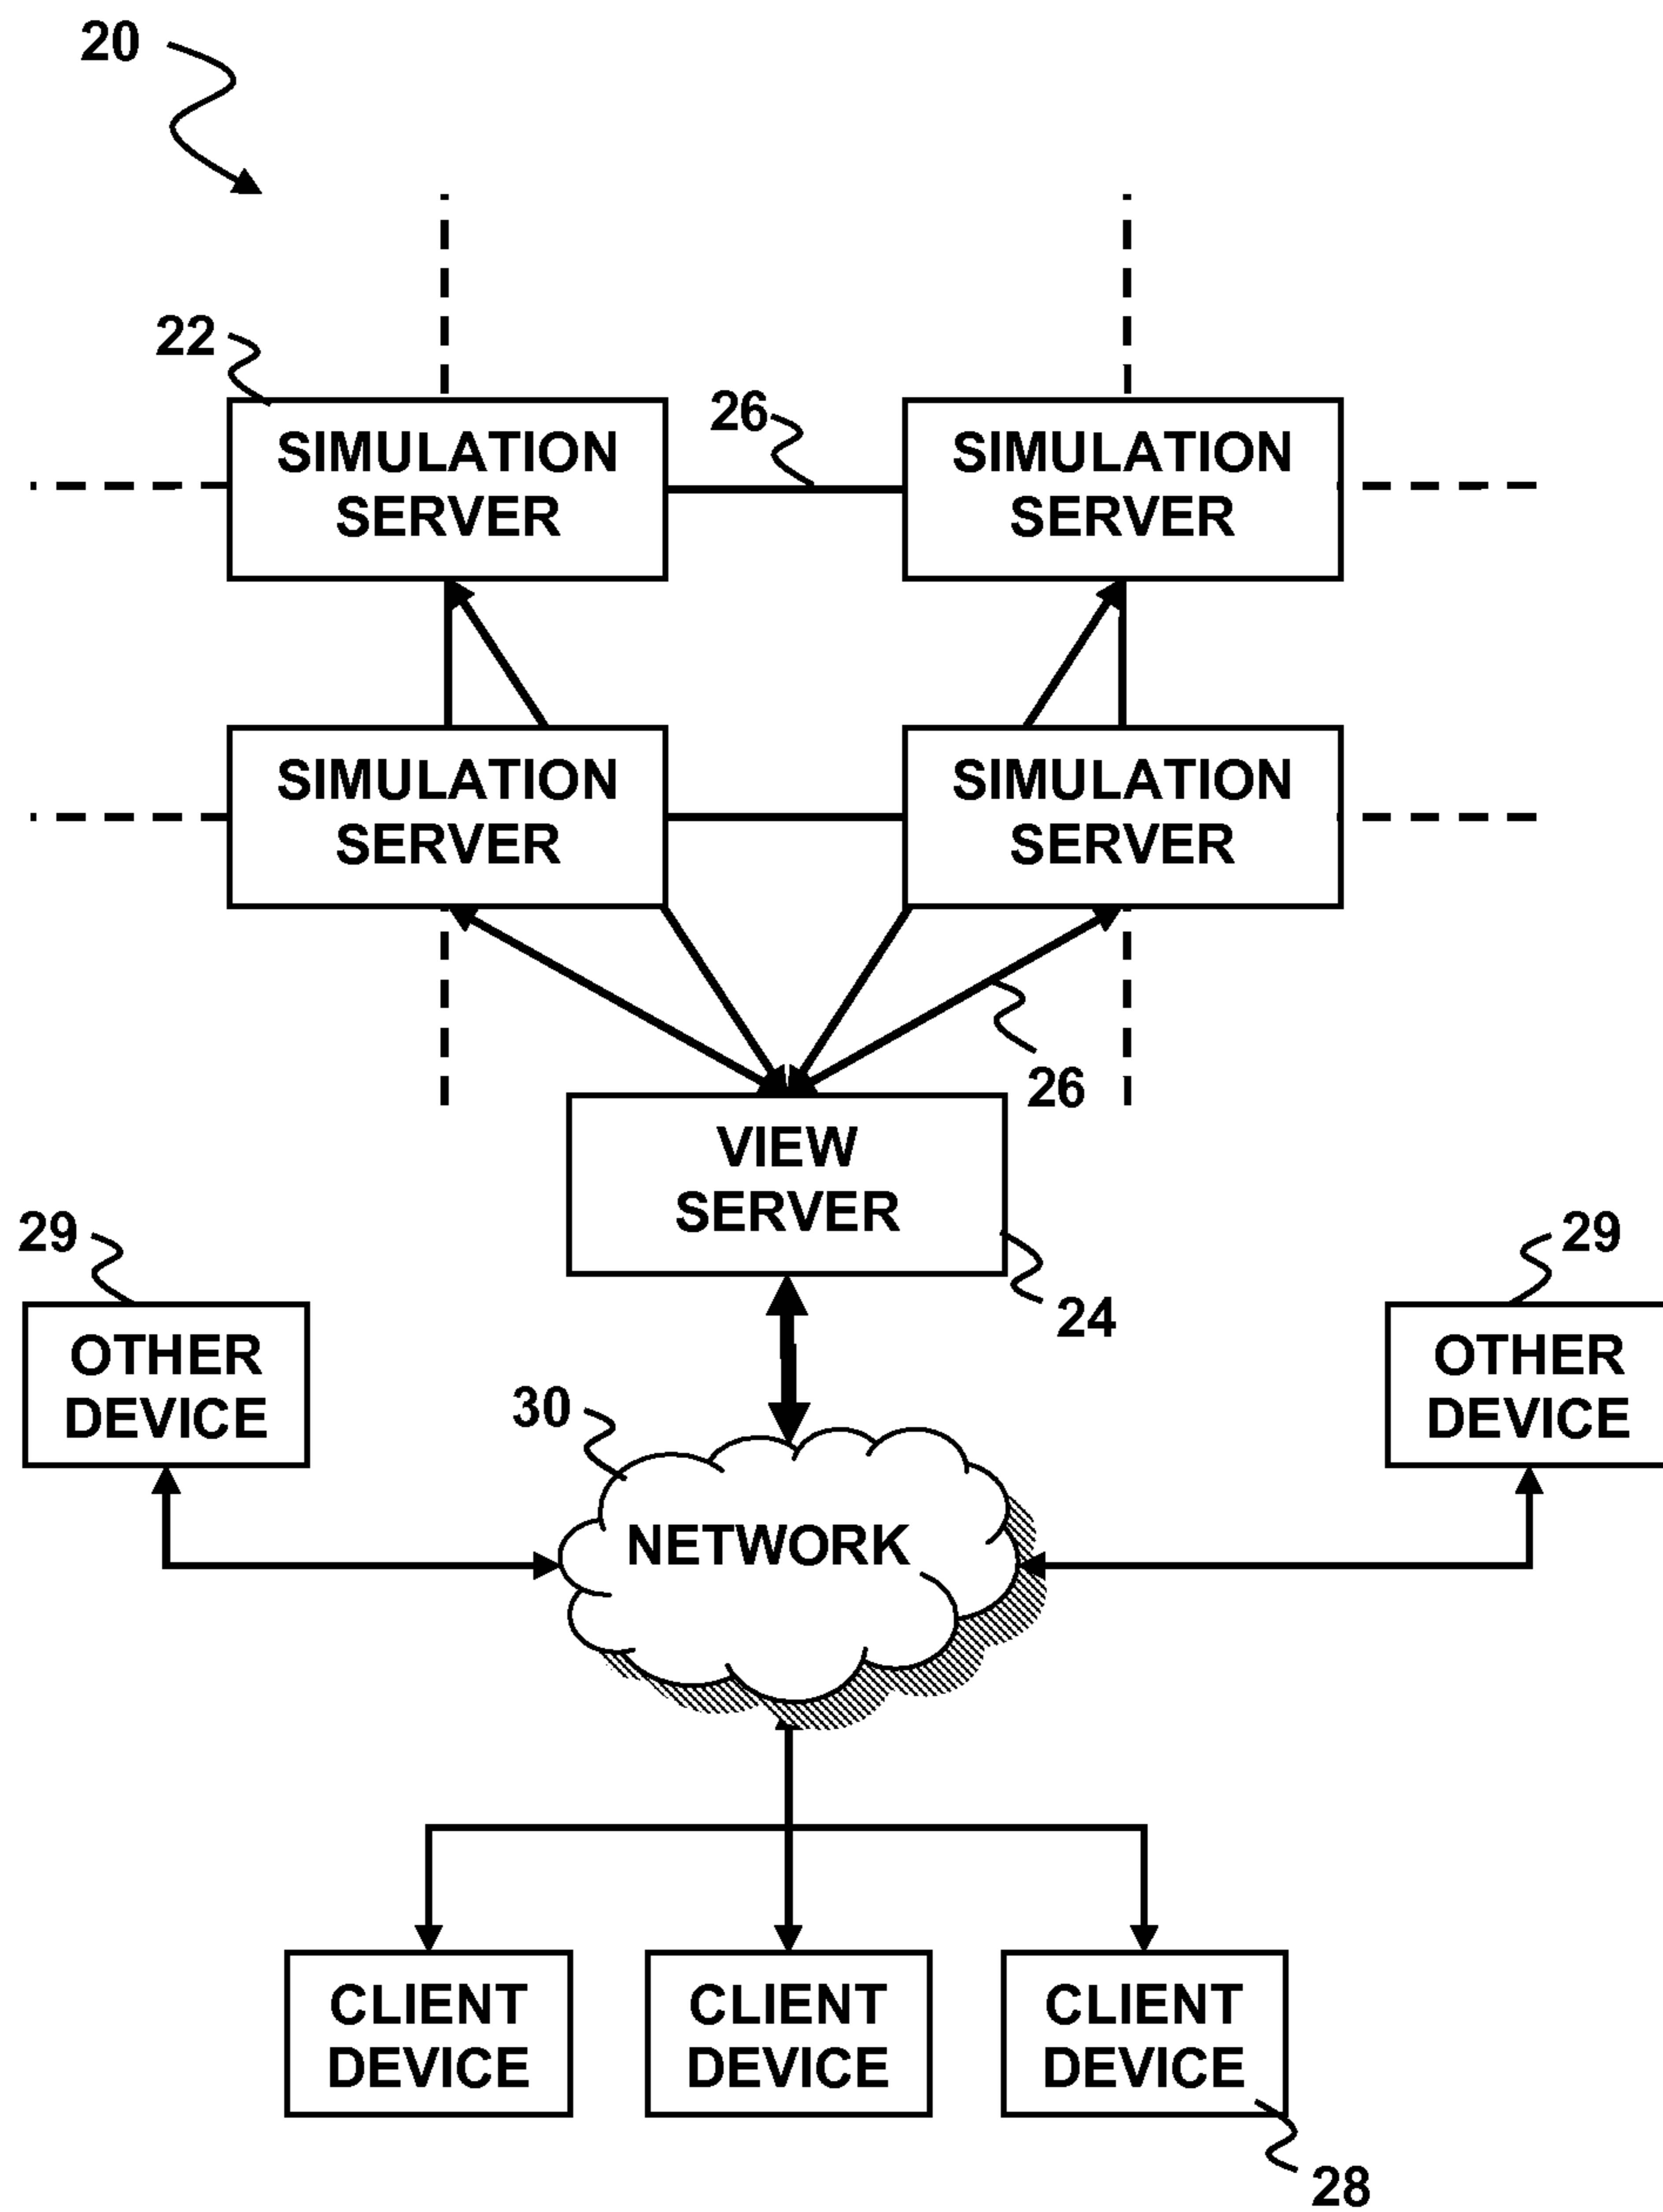 20
22
26
SIMULATION
SERVER
SIMULATION
SERVER
SIMULATION
SERVER
SIMULATION
SERVER
26
VIEW
SERVER
24
29
OTHER
DEVICE
29
OTHER
DEVICE
30
NETWORK
CLIENT
DEVICE
CLIENT
DEVICE
CLIENT
DEVICE
28